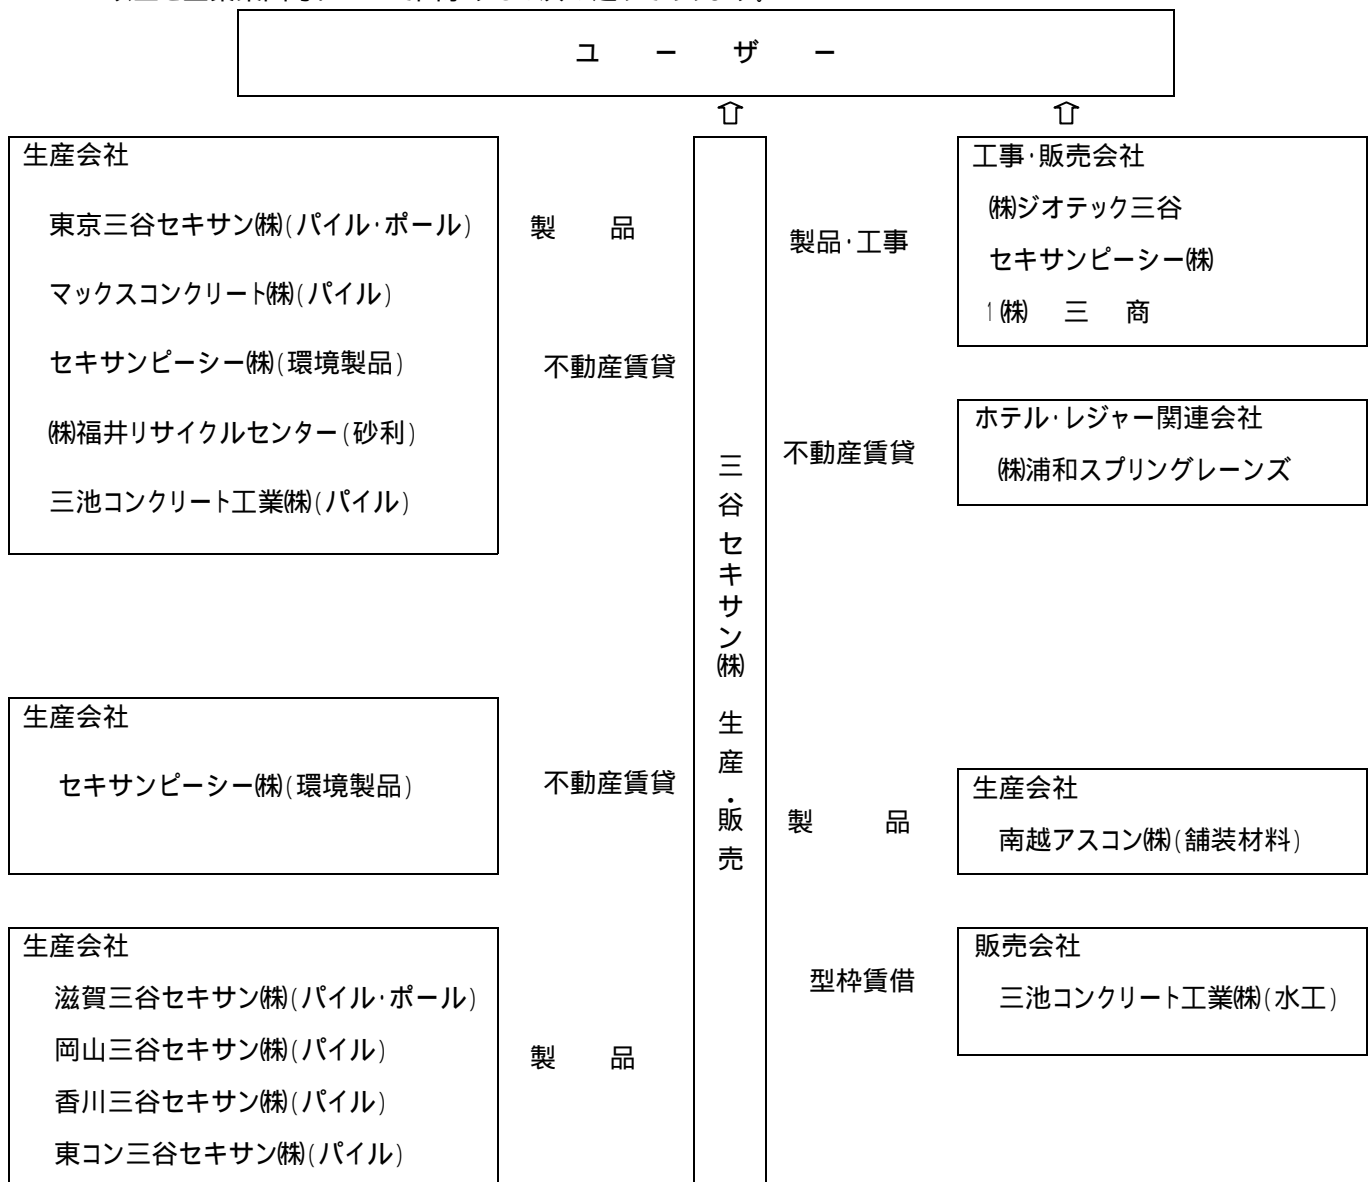 ユ ー ザ ー
⇧ ⇧
生産会社
東京三谷セキサン㈱(パイル・ポール)
マックスコンクリート㈱(パイル)
セキサンピーシー㈱(環境製品)
㈱福井リサイクルセンター(砂利)
三池コンクリート工業㈱(パイル)
製 品
不動産賃貸
生産会社
セキサンピーシー㈱(環境製品)
不動産賃貸
生産会社
滋賀三谷セキサン㈱(パイル・ポール)
岡山三谷セキサン㈱(パイル)
香川三谷セキサン㈱(パイル)
東コン三谷セキサン㈱(パイル)
製 品
三谷セキサン㈱ 生産・販売
製品・工事
工事・販売会社
㈱ジオテック三谷
セキサンピーシー㈱
1㈱ 三 商
不動産賃貸
ホテル・レジャー関連会社
㈱浦和スプリングレーンズ
製 品
生産会社
南越アスコン㈱(舗装材料)
型枠賃借
販売会社
三池コンクリート工業㈱(水工)